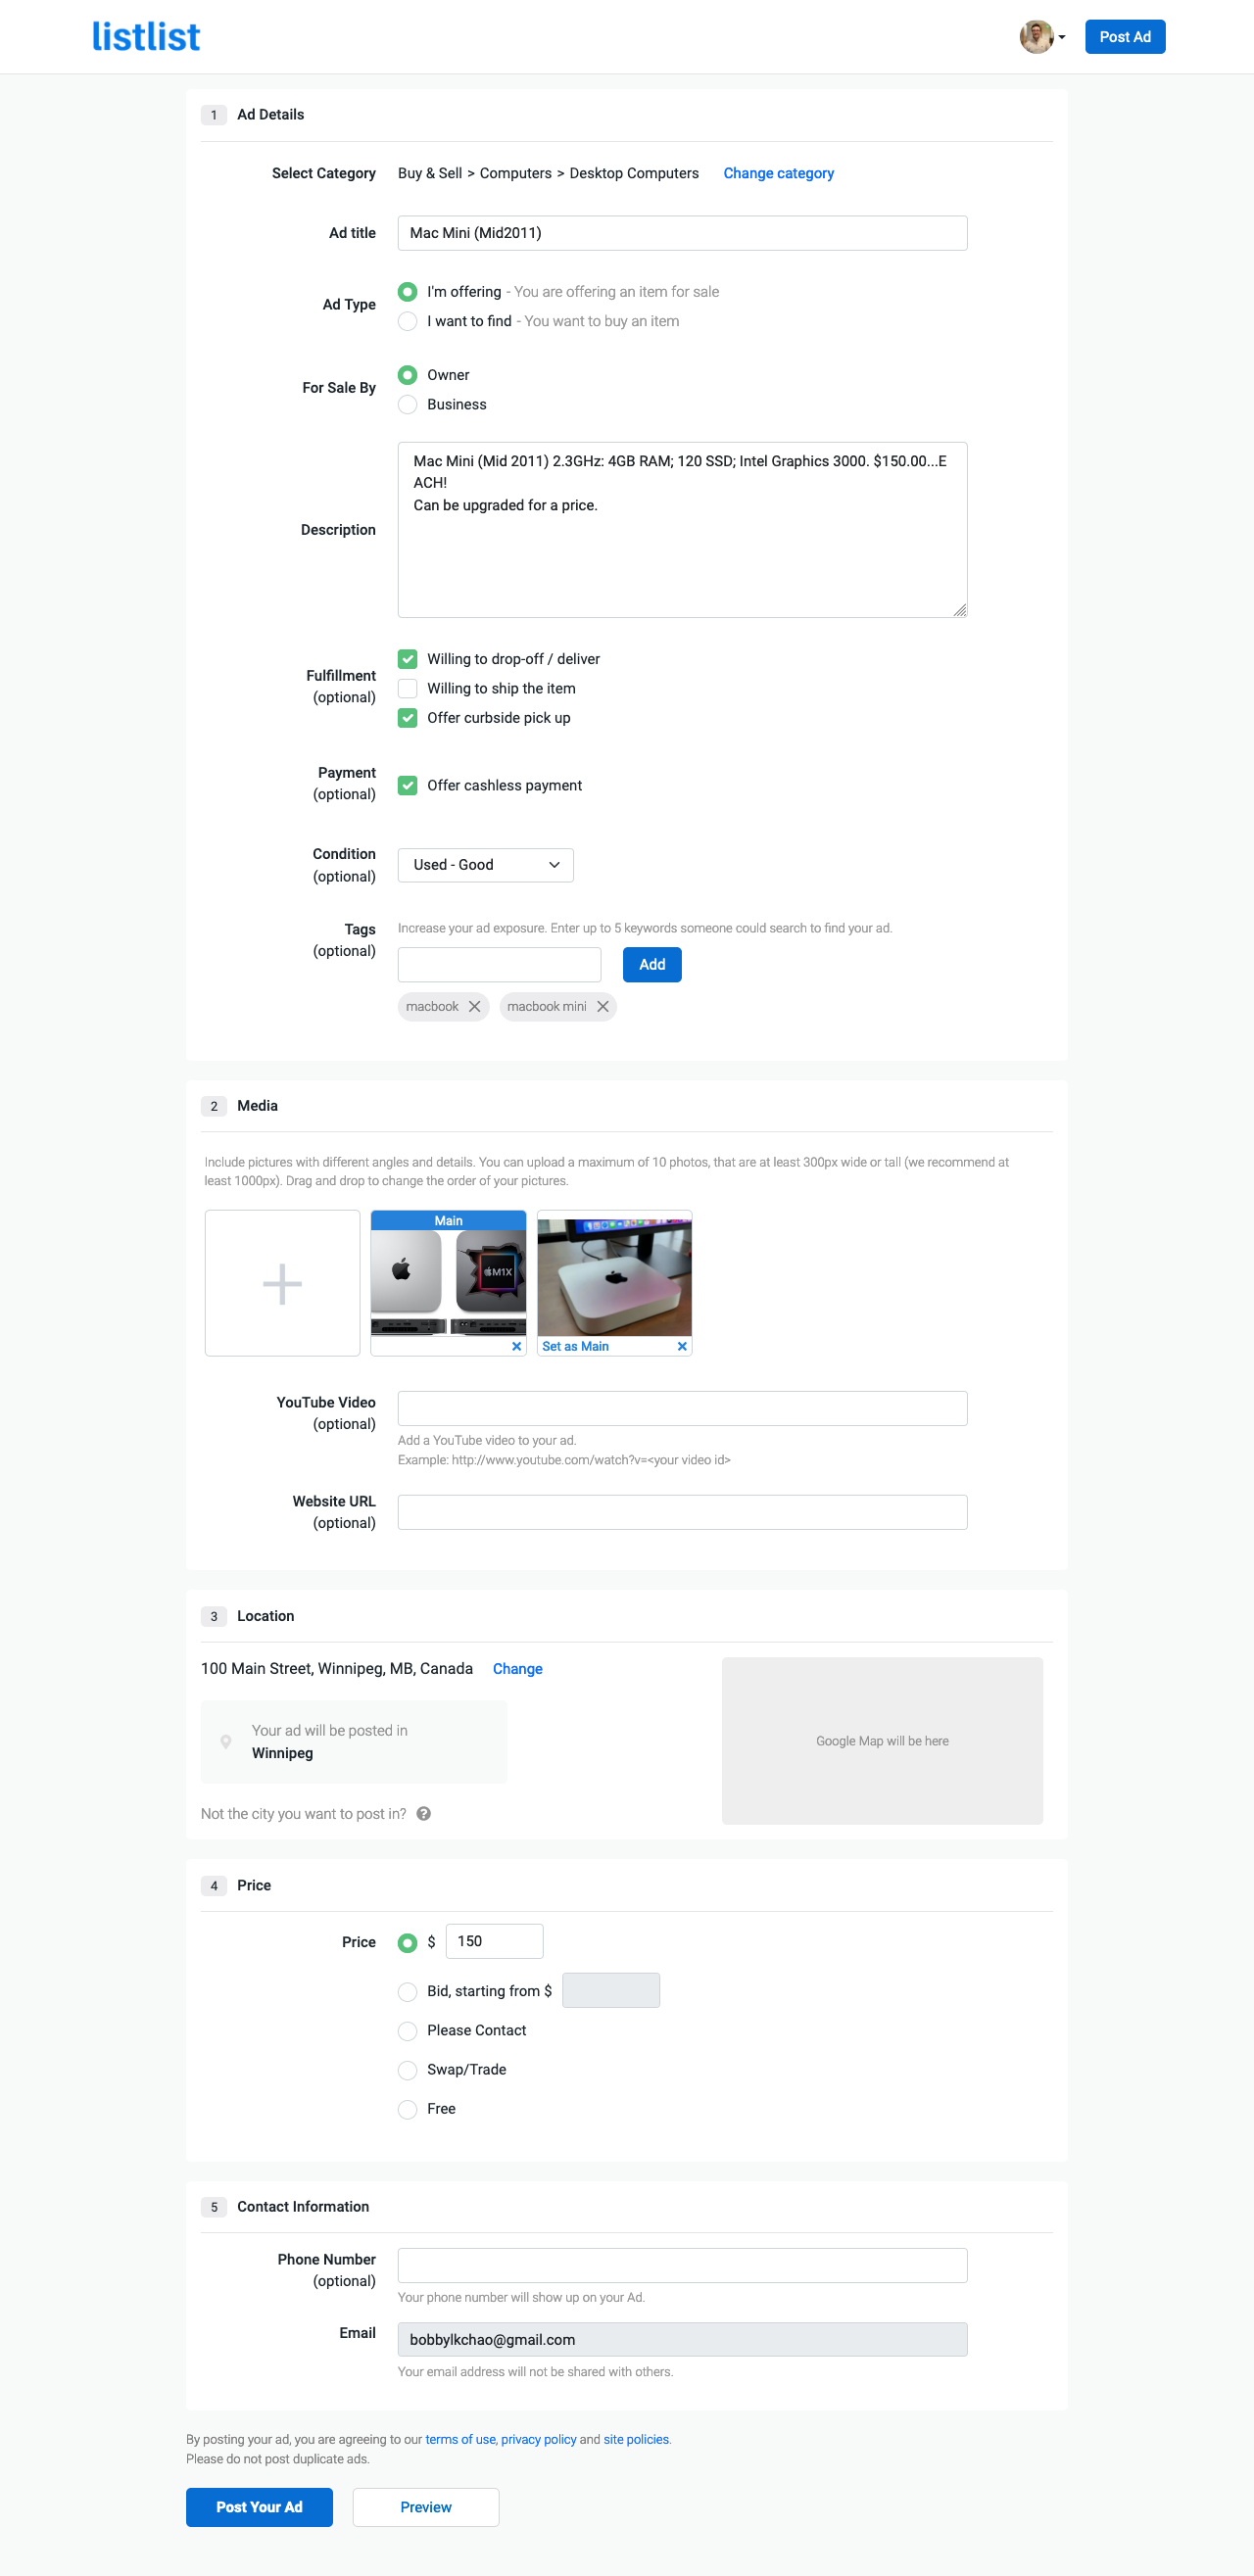 listlist
Post Ad
1 Ad Details
Select Category Buy & Sell > Computers > Desktop Computers Change category
Ad title Mac Mini (Mid2011)
Ad Type
I'm offering - You are offering an item for sale
I want to find - You want to buy an item
For Sale By
Owner
Business
Description
Mac Mini (Mid 2011) 2.3GHz: 4GB RAM; 120 SSD; Intel Graphics 3000. $150.00...E
ACH!
Can be upgraded for a price.
Fulfillment
(optional)
Willing to drop-off / deliver
Willing to ship the item
Offer curbside pick up
Payment
(optional)
Offer cashless payment
Condition
(optional)
Used - Good
Tags
(optional)
Increase your ad exposure. Enter up to 5 keywords someone could search to find your ad.
Add
macbook macbook mini
2 Media
Include pictures with different angles and details. You can upload a maximum of 10 photos, that are at least 300px wide or tall (we recommend at
least 1000px). Drag and drop to change the order of your pictures.
Main
M1X
Set as Main
YouTube Video
(optional)
Add a YouTube video to your ad.
Example: http://www.youtube.com/watch?v=<your video id>
Website URL
(optional)
3 Location
100 Main Street, Winnipeg, MB, Canada Change
Your ad will be posted in
Winnipeg
Not the city you want to post in?
Google Map will be here
4 Price
Price $ 150
Bid, starting from $
Please Contact
Swap/Trade
Free
5 Contact Information
Phone Number
(optional)
Your phone number will show up on your Ad.
Email bobbylkchao@gmail.com
Your email address will not be shared with others.
By posting your ad, you are agreeing to our terms of use, privacy policy and site policies.
Please do not post duplicate ads.
Post Your Ad Preview